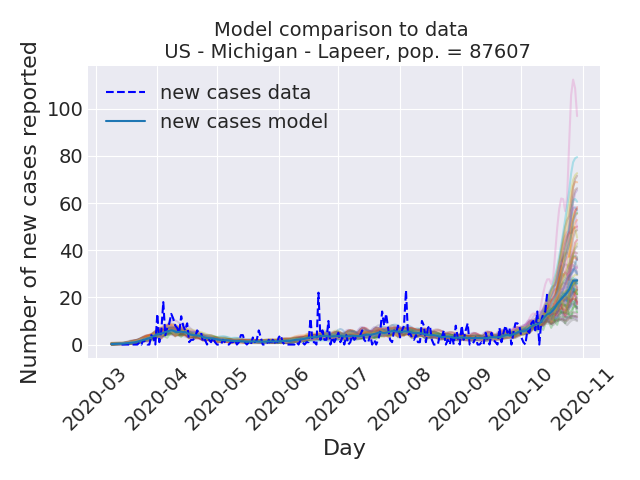 Model comparison to data
US - Michigan - Lapeer, pop. = 87607
Number of new cases reported
100
80
60
40
20
0
new cases data
new cases model
2020-03
2020-04
2020-05
2020-06
2020-07
2020-08
2020-09
2020-10
2020-11
Day